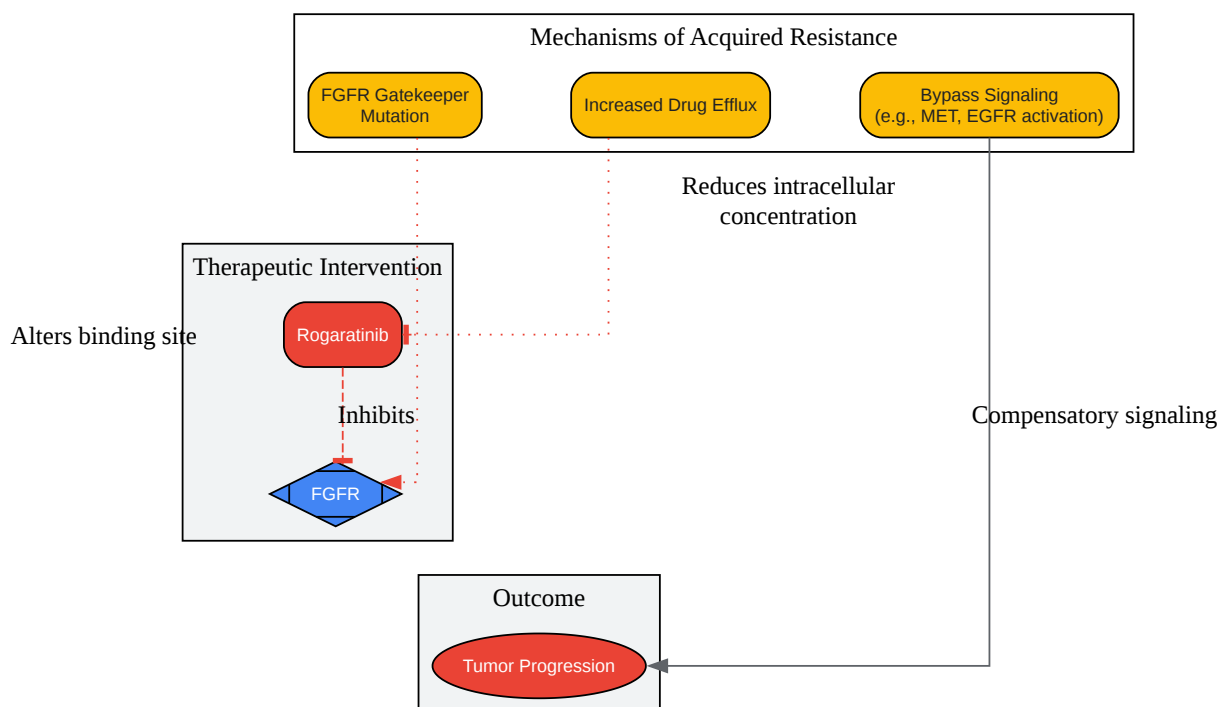 Mechanisms of Acquired Resistance
FGFR Gatekeeper
Mutation
Increased Drug Efflux
Bypass Signaling
(e.g., MET, EGFR activation)
Reduces intracellular
concentration
Therapeutic Intervention
Rogaratinib
Alters binding site
Inhibits
Compensatory signaling
FGFR
Outcome
Tumor Progression